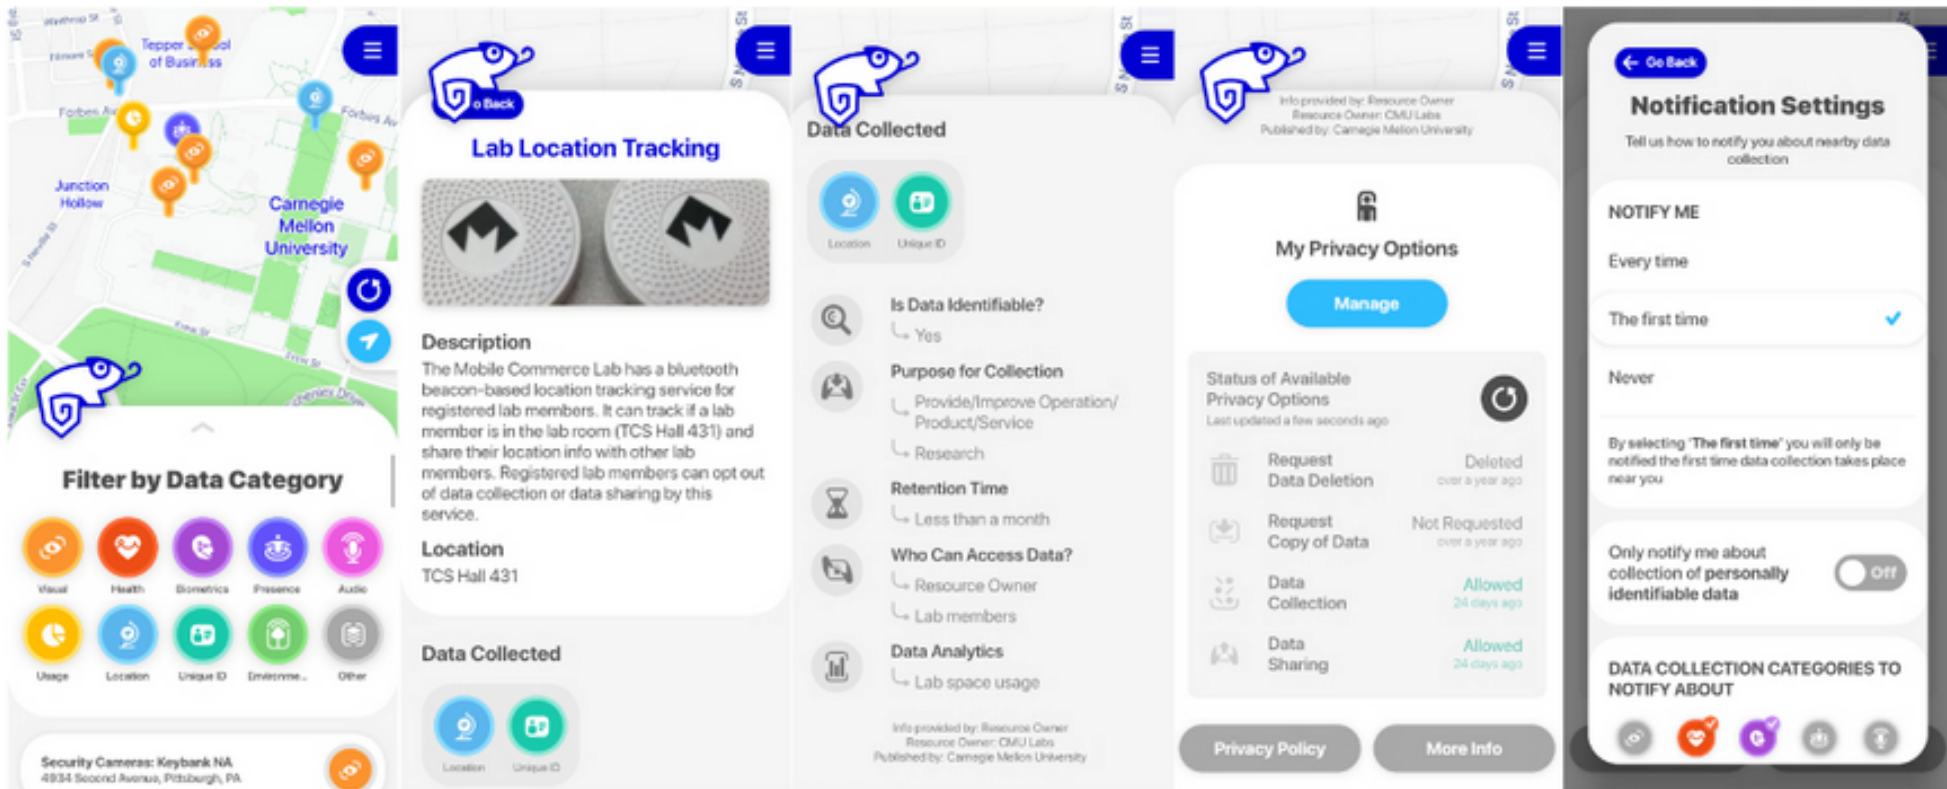 Winthrop St
Tepper
of Business
Forbes Av
Forbes Av
Junction
Hollow
Carnegie
Mellon
University
S Neville St
Frew St
Frew St
Filter by Data Category
Visual
Health
Biometrics
Presence
Audio
Usage
Location
Unique ID
Environme...
Other
Security Cameras: Keybank NA
4934 Second Avenue, Pittsburgh, PA
o Back
Lab Location Tracking
Description
The Mobile Commerce Lab has a bluetooth
beacon-based location tracking service for
registered lab members. It can track if a lab
member is in the lab room (TCS Hall 431) and
share their location info with other lab
members. Registered lab members can opt out
of data collection or data sharing by this
service.
Location
TCS Hall 431
Data Collected
Location
Unique ID
St
S N
Data Collected
Location
Unique ID
Is Data Identifiable?
Yes
Purpose for Collection
Provide/Improve Operation/
Product/Service
Research
Retention Time
Less than a month
Who Can Access Data?
Resource Owner
Lab members
Data Analytics
Lab space usage
Info provided by: Resource Owner
Resource Owner: CMU Labs
Published by: Carnegie Mellon University
Info provided by: Resource Owner
Resource Owner: CMU Labs
Published by: Carnegie Mellon University
My Privacy Options
Manage
Status of Available
Privacy Options
Last updated a few seconds ago
Request
Data Deletion
Deleted
over a year ago
Request
Copy of Data
Not Requested
over a year ago
Data
Collection
Allowed
24 days ago
Data
Sharing
Allowed
24 days ago
Privacy Policy
More Info
Go Back
Notification Settings
Tell us how to notify you about nearby data
collection
NOTIFY ME
Every time
The first time
Never
By selecting 'The first time' you will only be
notified the first time data collection takes place
near you
Only notify me about
collection of personally
identifiable data
Off
DATA COLLECTION CATEGORIES TO
NOTIFY ABOUT